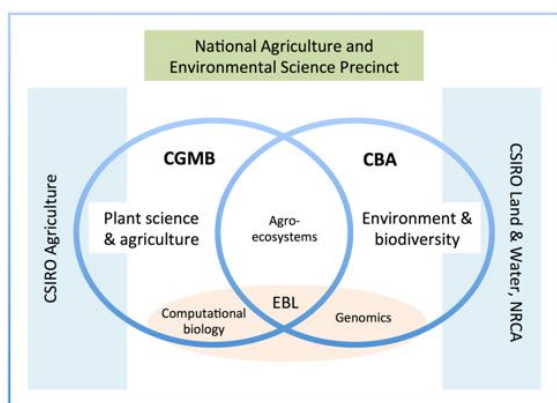 National Agriculture and
Environmental Science Precinct
CSIRO Agriculture
CGMB
CBA
Plant science
& agriculture
Agro-
ecosystems
Environment &
biodiversity
EBL
Computational
biology
Genomics
CSIRO Land & Water, NRCA